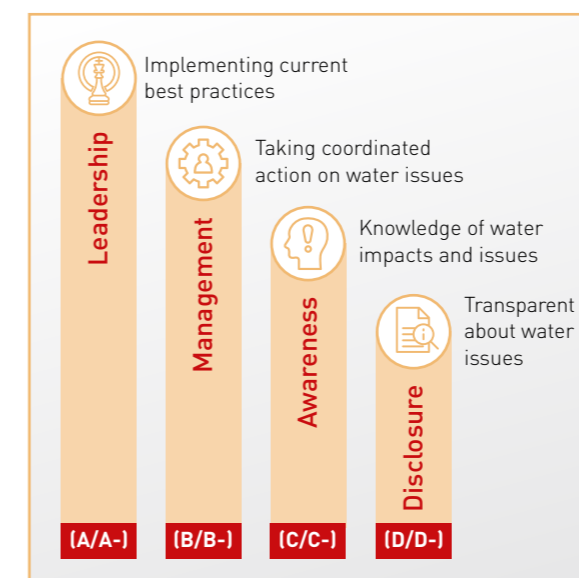 Implementing current
best practices
Leadership
Taking coordinated
action on water issues
Management
Knowledge of water
impacts and issues
Awareness
Transparent
about water
issues
Disclosure
(A/A-)
(B/B-)
(C/C-)
(D/D-)